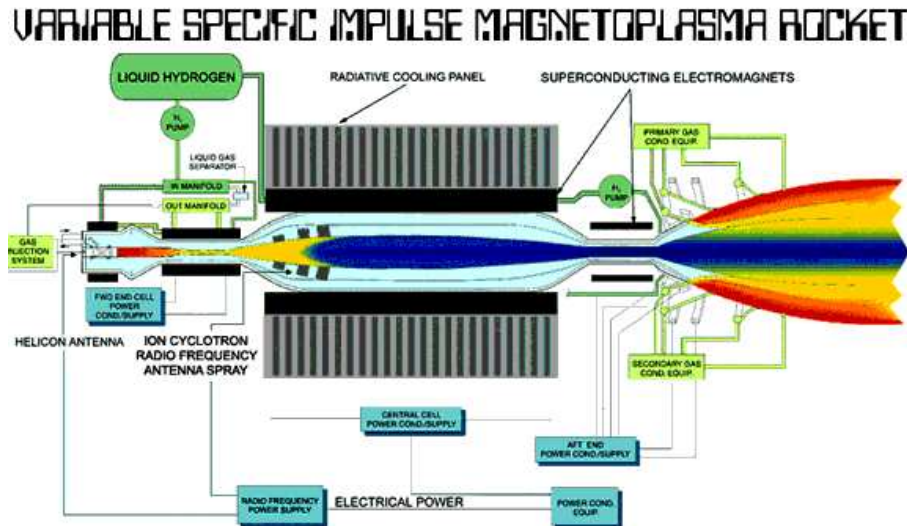 VARIABLE SPECIFIC IMPULSE MAGNETOPLASMA ROCKET
LIQUID HYDROGEN
RADIATIVE COOLING PANEL
SUPERCONDUCTING ELECTROMAGNETS
H₂
PUMP
LIQUID GAS
SEPARATOR
IN MANIFOLD
OUT MANIFOLD
PRIMARY GAS
COND. EQUIP.
H₂
PUMP
GAS
INJECTION
SYSTEM
FWD END CELL
POWER
COND./SUPPLY
HELICON ANTENNA
ION CYCLOTRON
RADIO FREQUENCY
ANTENNA SPRAY
SECONDARY GAS
COND. EQUIP.
CENTRAL CELL
POWER COND./SUPPLY
AFT END
POWER COND./SUPPLY
RADIO FREQUENCY
POWER SUPPLY
ELECTRICAL POWER
POWER COND.
EQUIP.